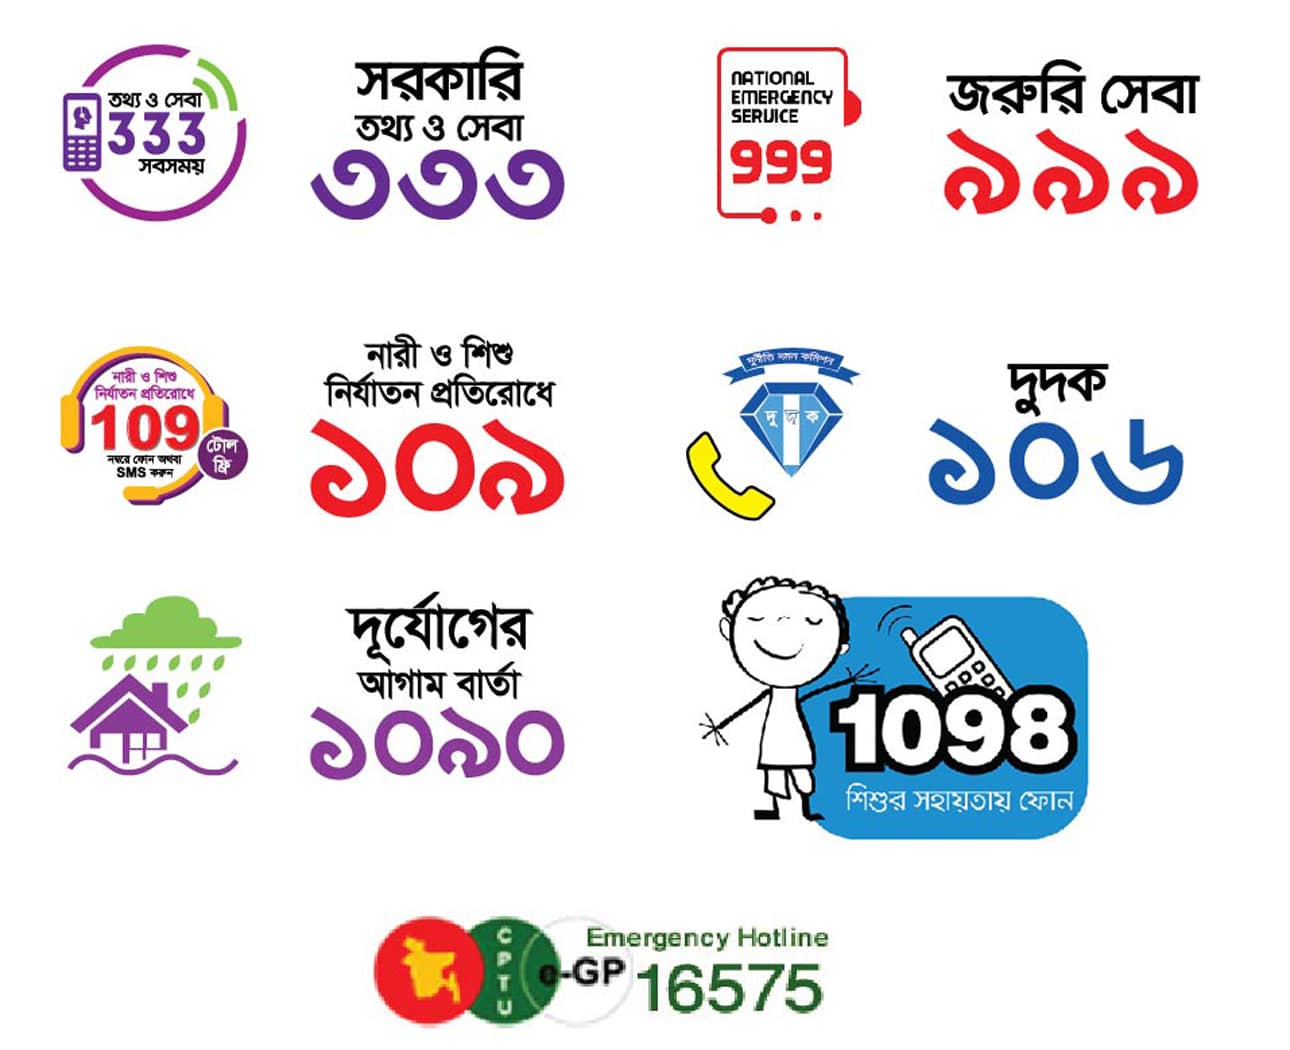 তথ্য ও সেবা
333
সবসময়
সরকারি
তথ্য ও সেবা
৩৩৩
NATIONAL
EMERGENCY
SERVICE
999
জরুরি সেবা
৯৯৯
নারী ও শিশু
নির্যাতন প্রতিরোধে
109
নম্বরে ফোন অথবা
SMS করুন
টোল
ফ্রি
নারী ও শিশু
নির্যাতন প্রতিরোধে
১০৯
দুর্নীতি দমন কমিশন
দু দ ক
দুদক
১০৬
দূর্যোগের
আগাম বার্তা
১০৯০
1098
শিশুর সহায়তায় ফোন
CPTU
e-GP
Emergency Hotline
16575